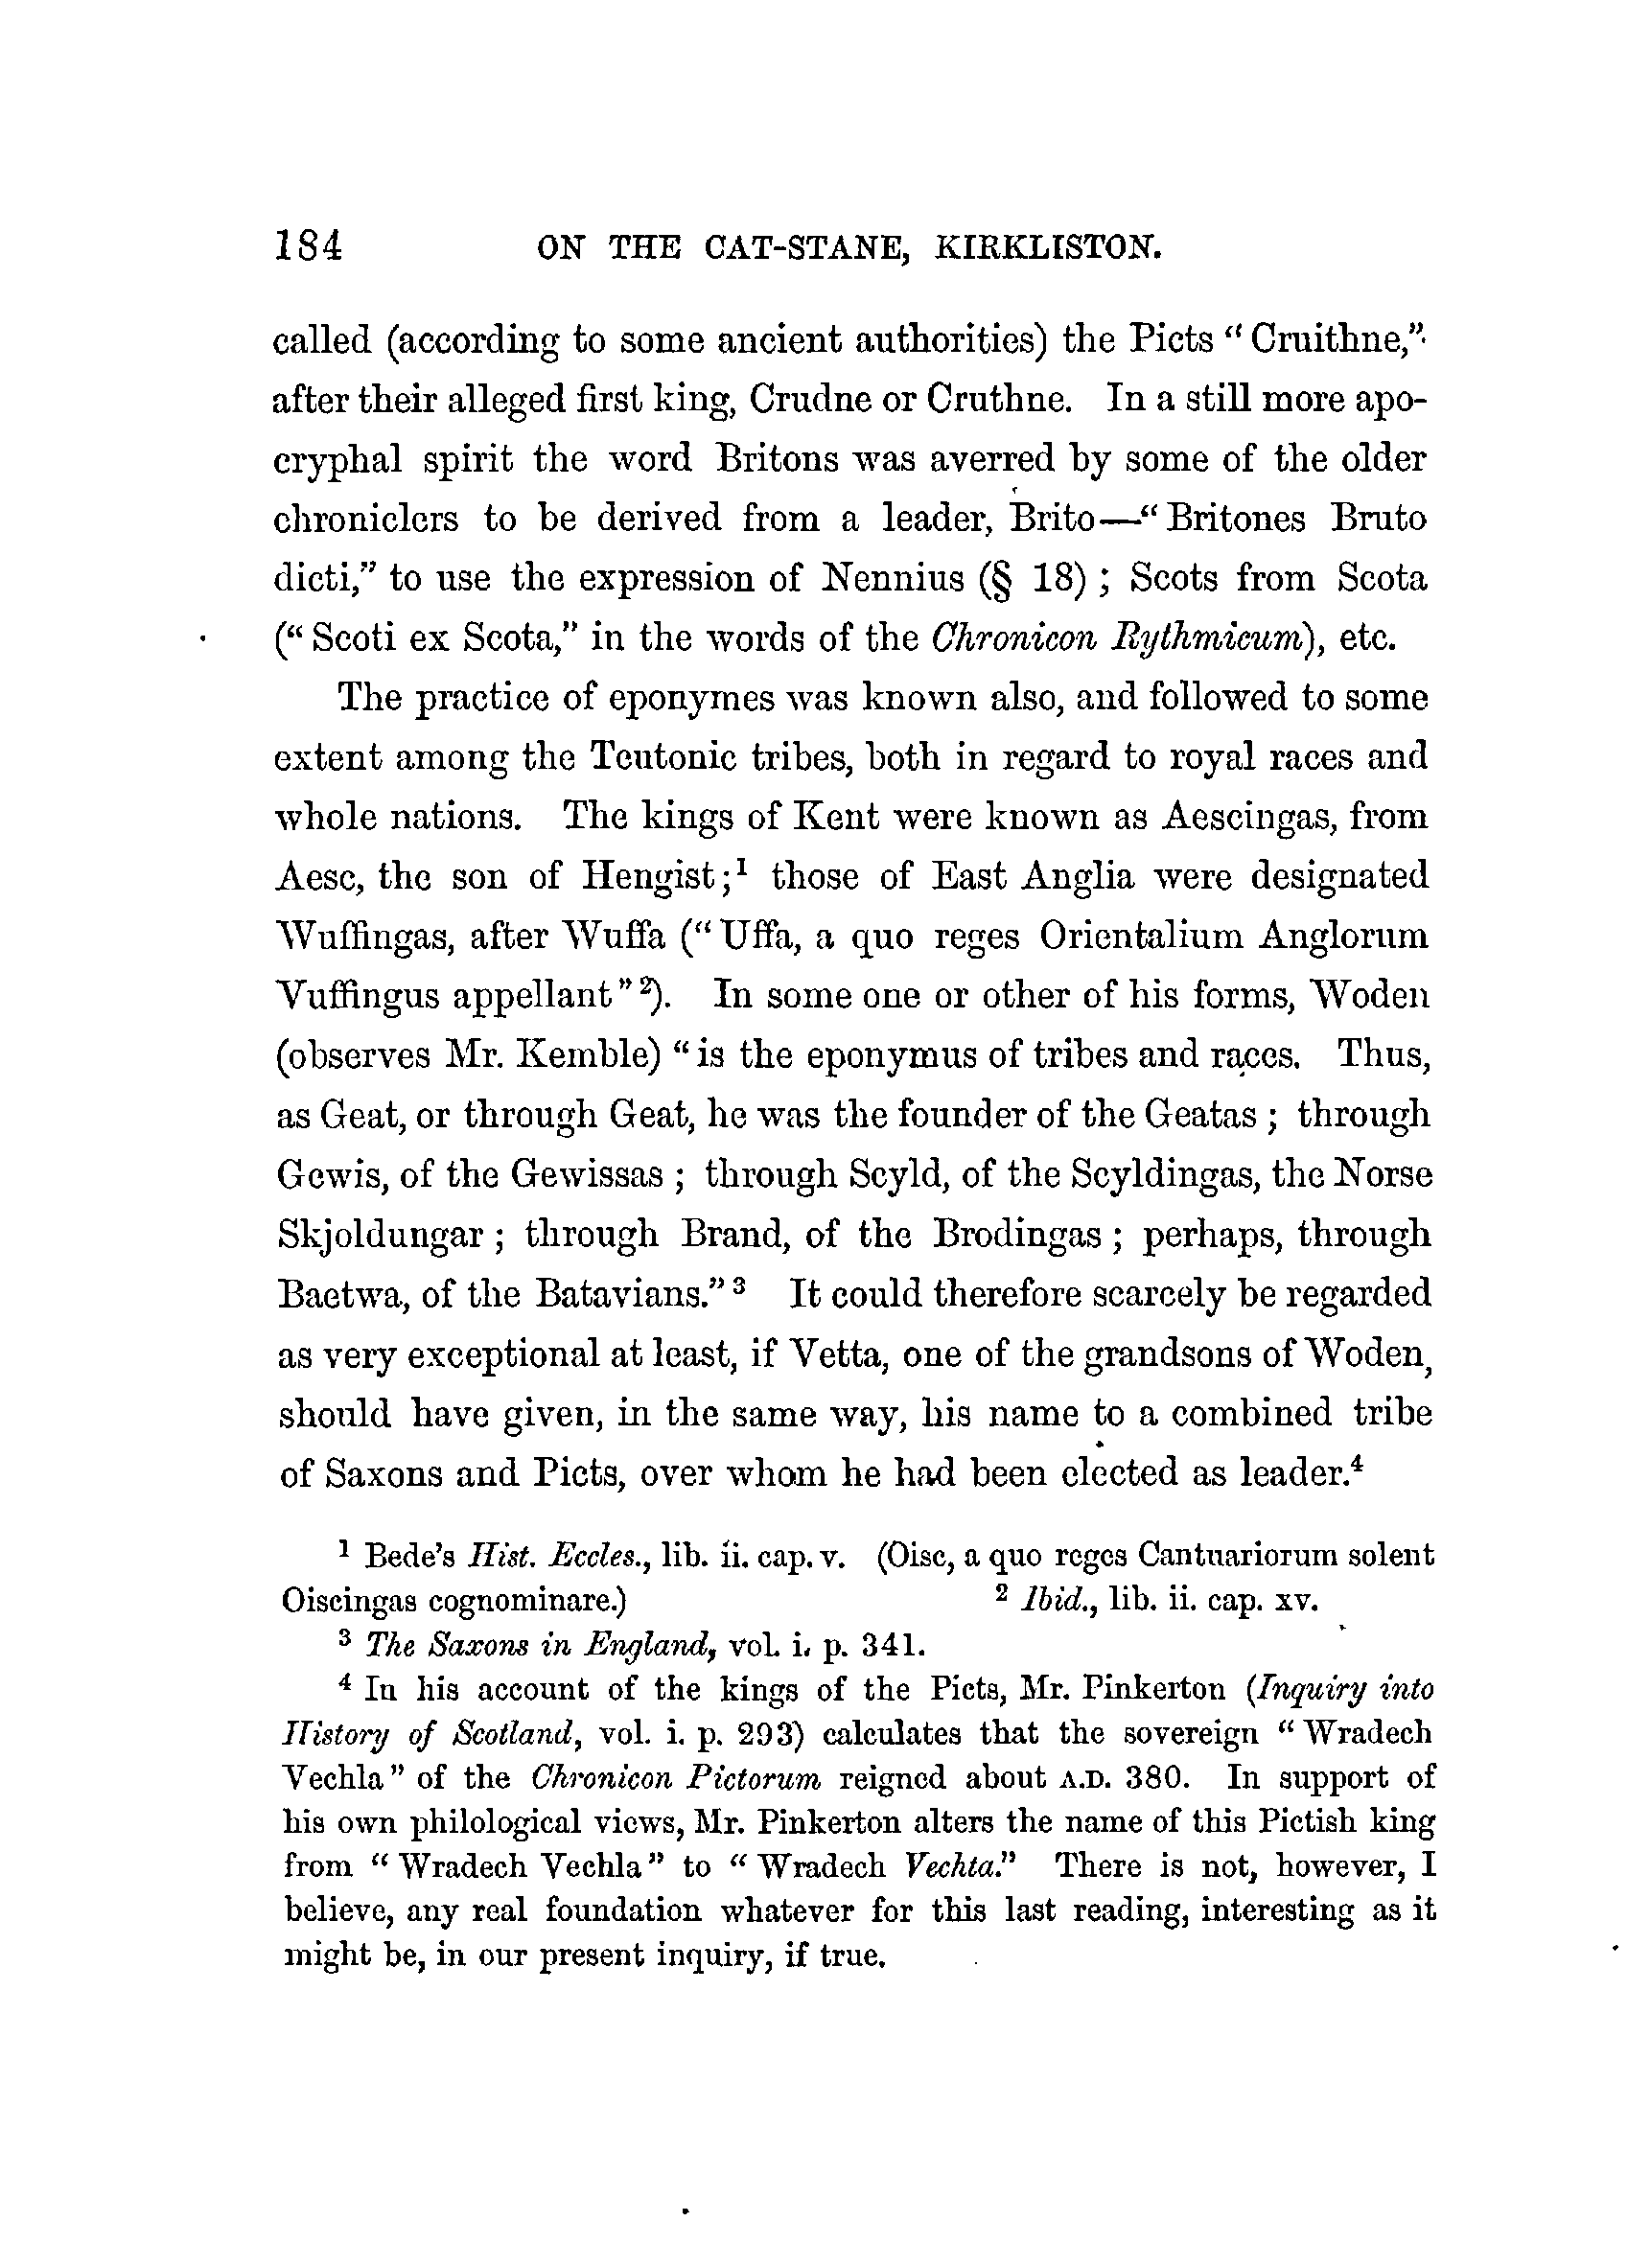 184 ON THE CAT-STANE, KIRKLISTON.
called (according to some ancient authorities) the Picts “Cruithne,”
after their alleged first king, Crudne or Cruthne. In a still more apo-
cryphal spirit the word Britons was averred by some of the older
chroniclers to be derived from a leader, Brito—“Britones Bruto
dicti,” to use the expression of Nennius (§ 18); Scots from Scota
(“Scoti ex Scota,” in the words of the Chronicon Rythmicum), etc.
The practice of eponymes was known also, and followed to some
extent among the Teutonic tribes, both in regard to royal races and
whole nations. The kings of Kent were known as Aescingas, from
Aesc, the son of Hengist;¹ those of East Anglia were designated
Wuffingas, after Wuffa (“Uffa, a quo reges Orientalium Anglorum
Vuffingus appellant”²). In some one or other of his forms, Woden
(observes Mr. Kemble) “is the eponymus of tribes and races. Thus,
as Geat, or through Geat, he was the founder of the Geatas; through
Gewis, of the Gewissas; through Scyld, of the Scyldingas, the Norse
Skjoldungar; through Brand, of the Brodingas; perhaps, through
Baetwa, of the Batavians.”³ It could therefore scarcely be regarded
as very exceptional at least, if Vetta, one of the grandsons of Woden,
should have given, in the same way, his name to a combined tribe
of Saxons and Picts, over whom he had been elected as leader.⁴
¹ Bede's Hist. Eccles., lib. ii. cap. v. (Oisc, a quo reges Cantuariorum solent
Oiscingas cognominare.) ² Ibid., lib. ii. cap. xv.
³ The Saxons in England, vol. i. p. 341.
⁴ In his account of the kings of the Picts, Mr. Pinkerton (Inquiry into
History of Scotland, vol. i. p. 293) calculates that the sovereign “Wradech
Vechla” of the Chronicon Pictorum reigned about A.D. 380. In support of
his own philological views, Mr. Pinkerton alters the name of this Pictish king
from “Wradech Vechla” to “Wradech Vechta.” There is not, however, I
believe, any real foundation whatever for this last reading, interesting as it
might be, in our present inquiry, if true.